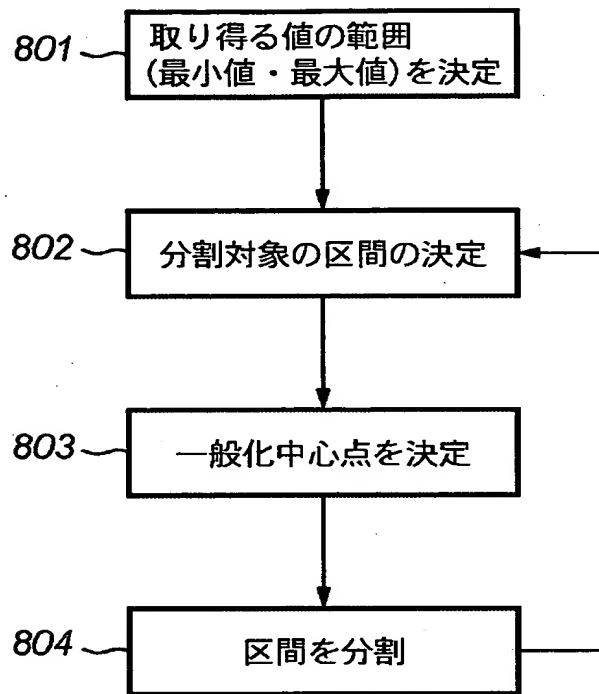 801
取り得る値の範囲
(最小値・最大値)を決定
802
分割対象の区間の決定
803
一般化中心点を決定
804
区間を分割